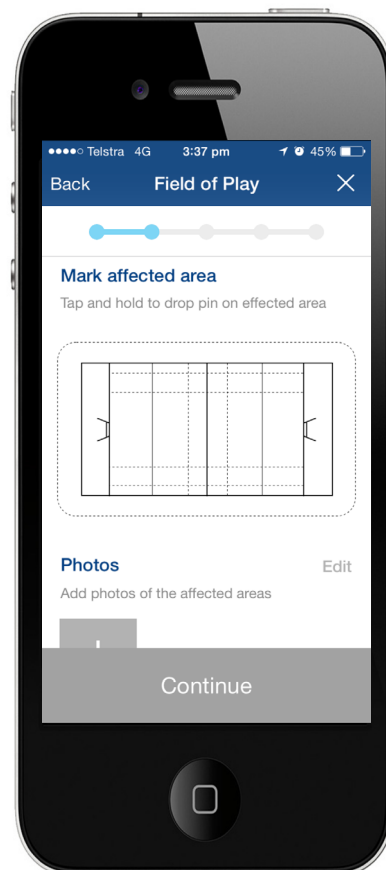 Telstra 4G 3:37 pm 45%
Back Field of Play
Mark affected area
Tap and hold to drop pin on effected area
Photos Edit
Add photos of the affected areas
Continue